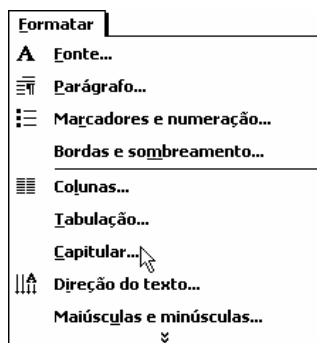 Formatar
Fonte...
Parágrafo...
Marcadores e numeração...
Bordas e sombreamento...
Colunas...
Tabulação...
Capitular...
Direção do texto...
Maiúsculas e minúsculas...